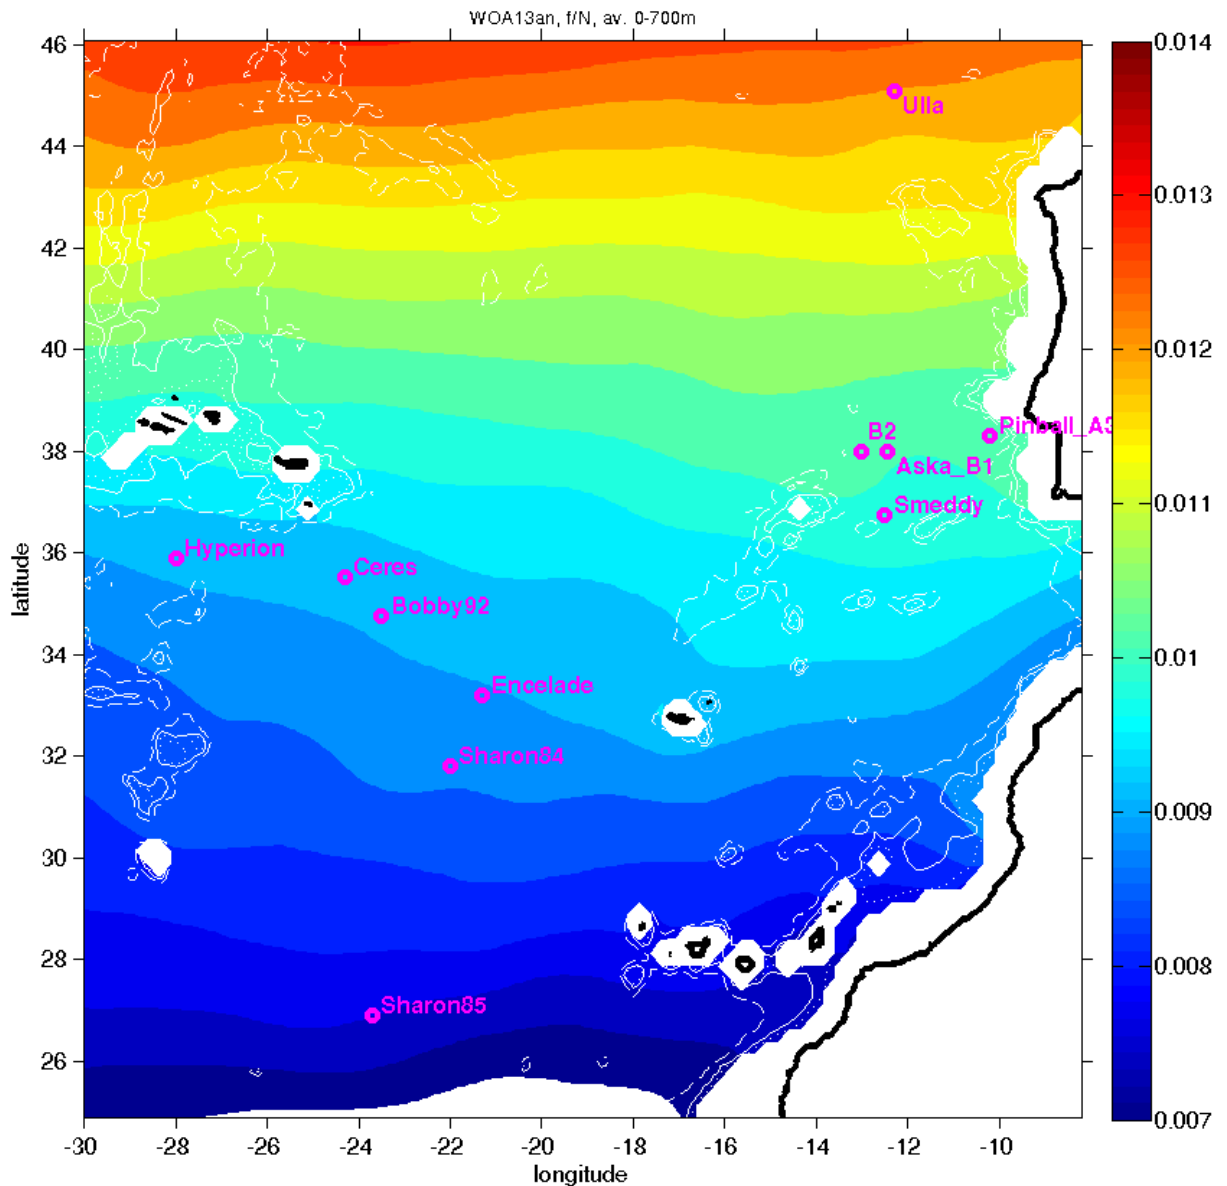 WOA13an, f/N, av. 0-700m
46
44
42
40
38
36
34
32
30
28
26
latitude
Ulla
Pinball_A3
B2
Aska_B1
Smeddy
Hyperion
Ceres
Bobby92
Encelade
Sharon84
Sharon85
-30 -28 -26 -24 -22 -20 -18 -16 -14 -12 -10
longitude
0.014
0.013
0.012
0.011
0.01
0.009
0.008
0.007